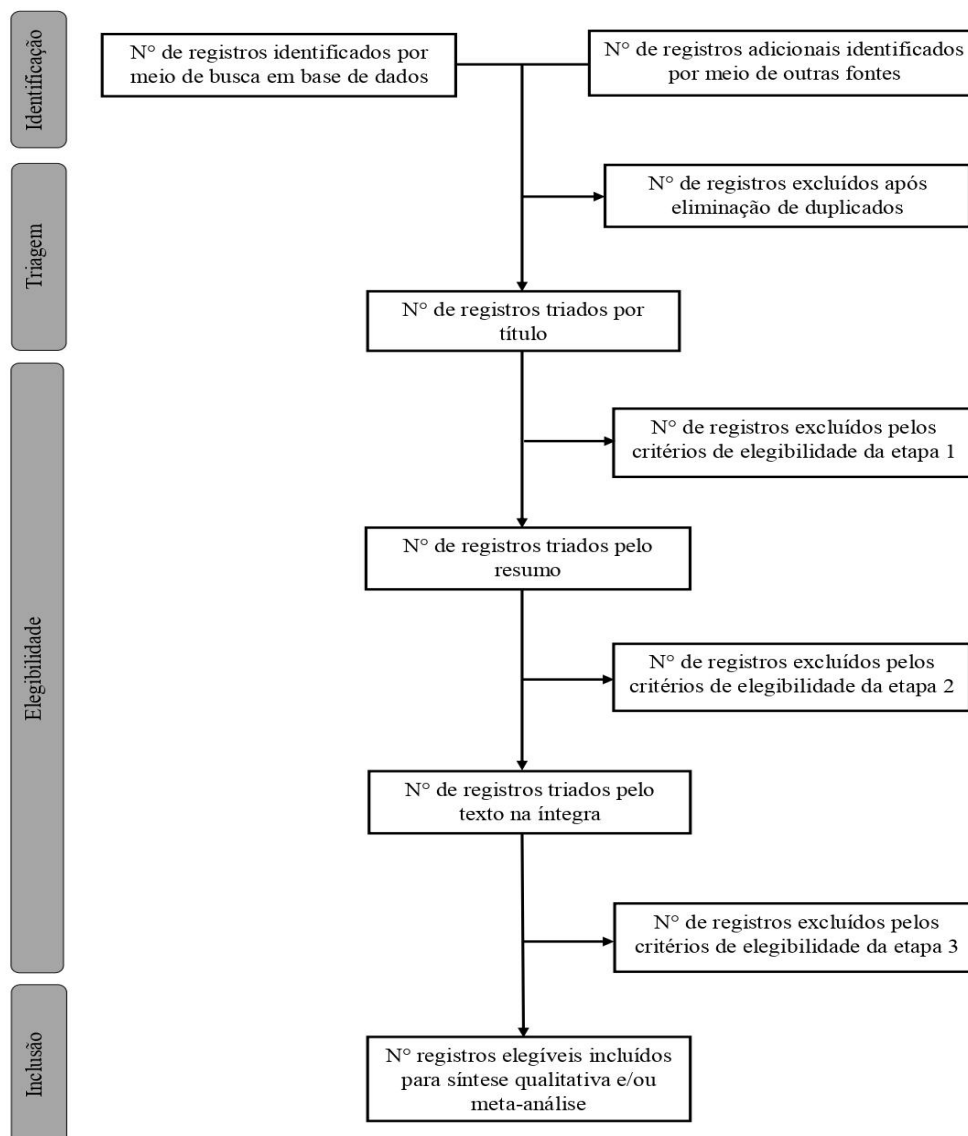 Identificação
N° de registros identificados por
meio de busca em base de dados
N° de registros adicionais identificados
por meio de outras fontes
Triagem
N° de registros excluídos após
eliminação de duplicados
N° de registros triados por
título
Elegibilidade
N° de registros excluídos pelos
critérios de elegibilidade da etapa 1
N° de registros triados pelo
resumo
N° de registros excluídos pelos
critérios de elegibilidade da etapa 2
N° de registros triados pelo
texto na íntegra
N° de registros excluídos pelos
critérios de elegibilidade da etapa 3
Inclusão
N° registros elegíveis incluídos
para síntese qualitativa e/ou
meta-análise